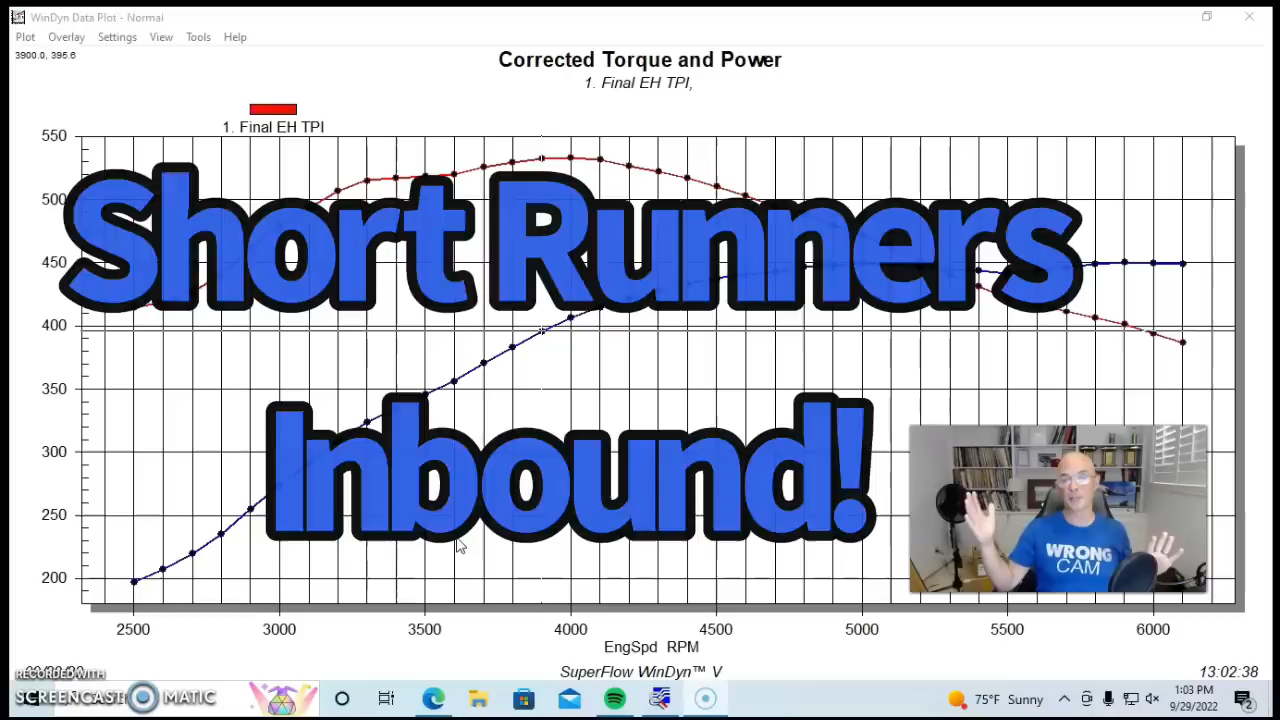 WinDyn Data Plot - Normal
Plot Overlay Settings View Tools Help
3900.0, 395.6
Corrected Torque and Power
1. Final EH TPI,
1. Final EH TPI
550
500
450
400
350
300
250
200
Short Runners
Inbound!
WRONG
CAM
2500 3000 3500 4000 4500 5000 5500 6000
EngSpd RPM
SuperFlow WinDyn™ V
13:02:38
RECORDED WITH
SCREENCAST MATIC
75°F Sunny
1:03 PM
9/29/2022
2